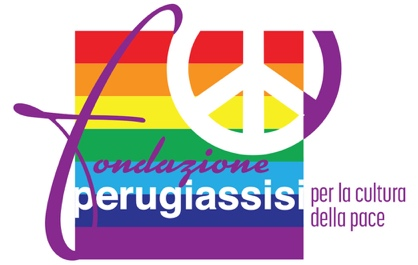 fondazione
perugiassisi
per la cultura
della pace